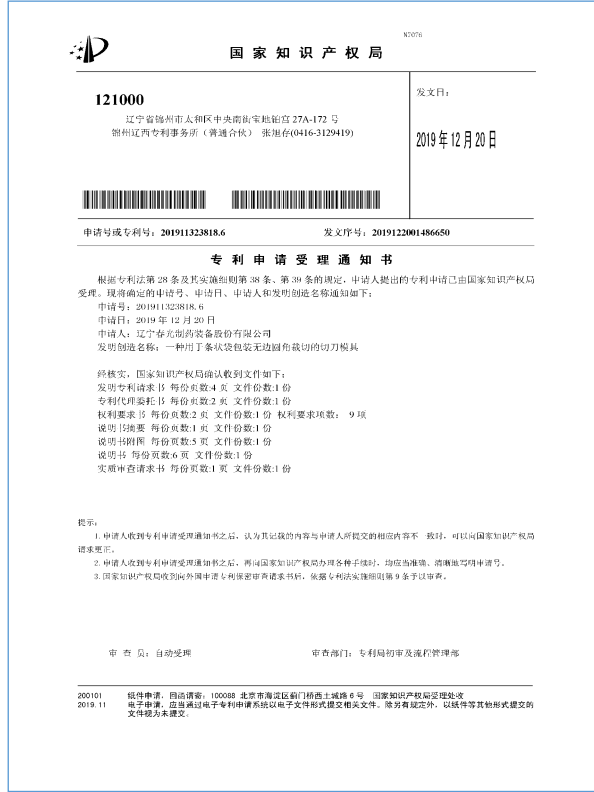 N7076
国家知识产权局
121000
辽宁省锦州市太和区中央南街宝地铂宫 27A-172 号
锦州辽西专利事务所（普通合伙） 张旭存(0416-3129419)
发文日：
2019 年 12 月 20 日
申请号或专利号：201911323818.6
发文序号：2019122001486650
专利申请受理通知书
根据专利法第 28 条及其实施细则第 38 条、第 39 条的规定，申请人提出的专利申请已由国家知识产权局
受理。现将确定的申请号、申请日、申请人和发明创造名称通知如下：
申请号：201911323818.6
申请日：2019 年 12 月 20 日
申请人：辽宁春光制药装备股份有限公司
发明创造名称：一种用于条状袋包装无边圆角裁切的切刀模具
经核实，国家知识产权局确认收到文件如下：
发明专利请求书 每份页数:4 页 文件份数:1 份
专利代理委托书 每份页数:2 页 文件份数:1 份
权利要求书 每份页数:2 页 文件份数:1 份 权利要求项数： 9 项
说明书摘要 每份页数:1 页 文件份数:1 份
说明书附图 每份页数:5 页 文件份数:1 份
说明书 每份页数:6 页 文件份数:1 份
实质审查请求书 每份页数:1 页 文件份数:1 份
提示：
1.申请人收到专利申请受理通知书之后，认为其记载的内容与申请人所提交的相应内容不一致时，可以向国家知识产权局
请求更正。
2.申请人收到专利申请受理通知书之后，再向国家知识产权局办理各种手续时，均应当准确、清晰地写明申请号。
3.国家知识产权局收到向外国申请专利保密审查请求书后，依据专利法实施细则第 9 条予以审查。
审 查 员：自动受理
审查部门：专利局初审及流程管理部
200101 纸件申请，回函请寄：100088 北京市海淀区蓟门桥西土城路 6 号 国家知识产权局受理处收
2019.11 电子申请，应当通过电子专利申请系统以电子文件形式提交相关文件。除另有规定外，以纸件等其他形式提交的
文件视为未提交。